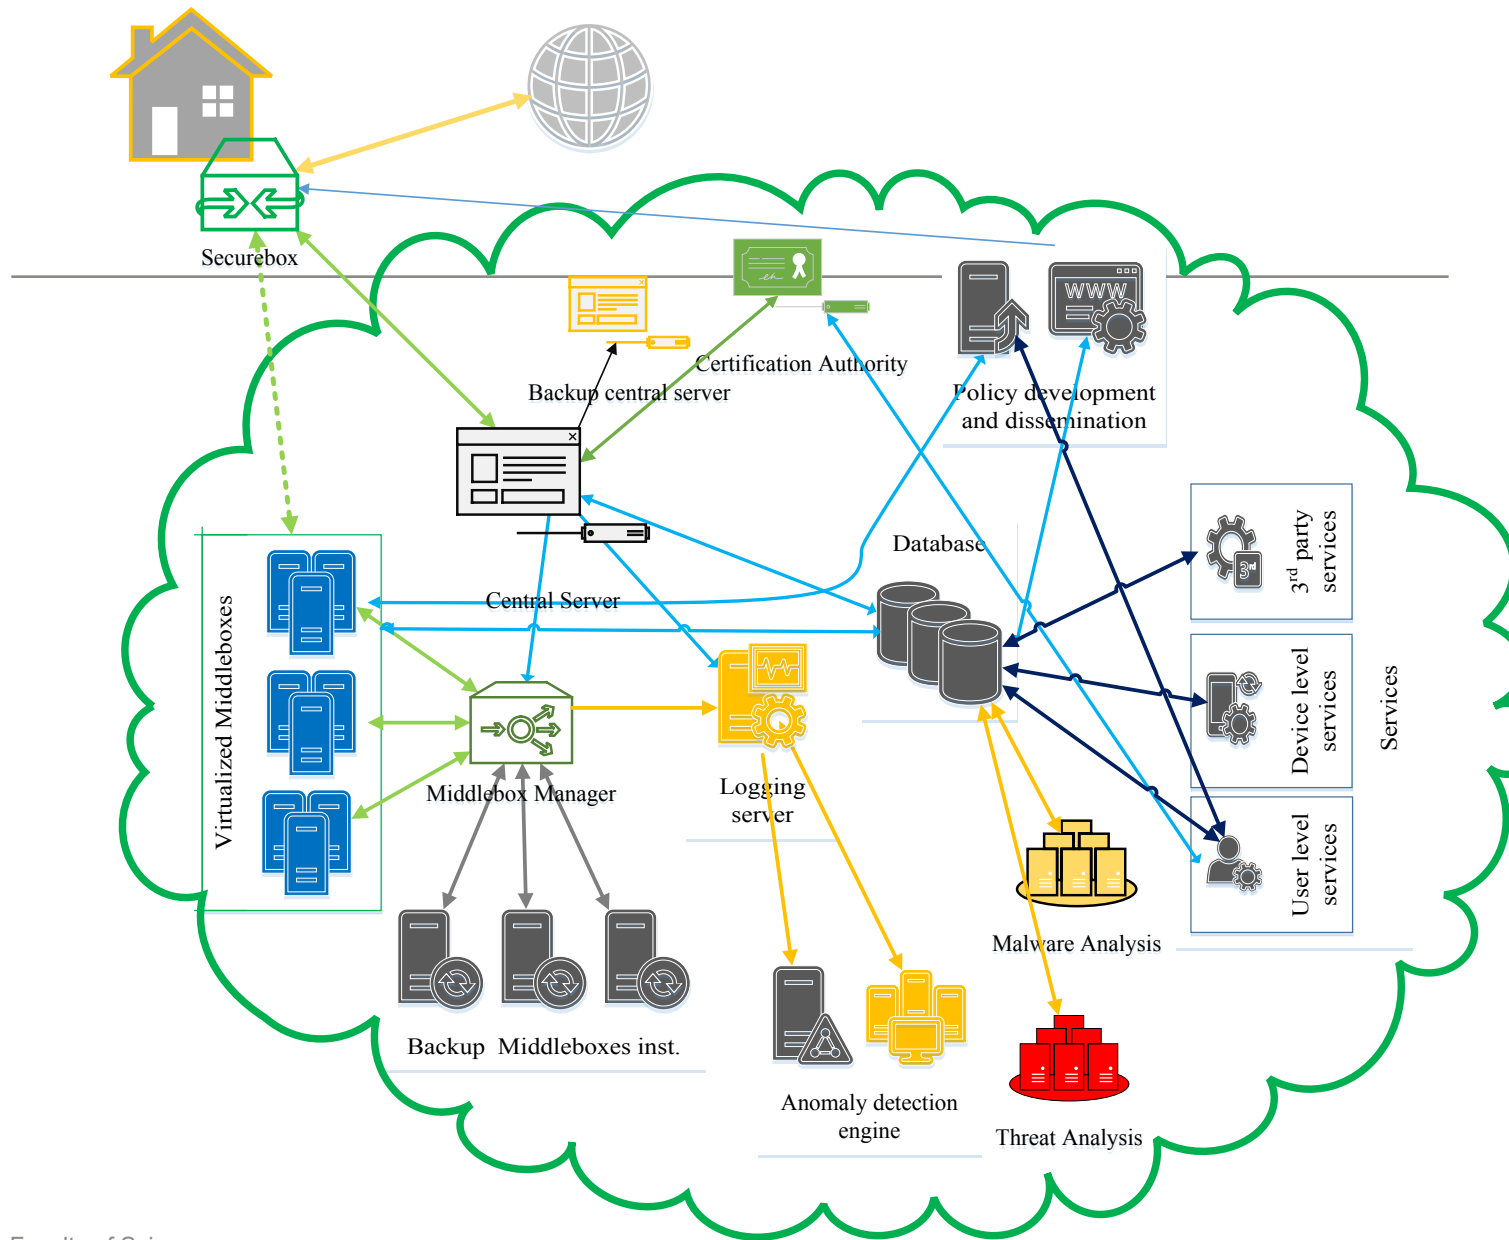 Securebox
WWW
Certification Authority
Backup central server
Policy development
and dissemination
Database
3rd
3rd party
services
Central Server
Virtualized Middleboxes
Device level
services
Services
Middlebox Manager
Logging
server
User level
services
Malware Analysis
Backup Middleboxes inst.
Anomaly detection
engine
Threat Analysis